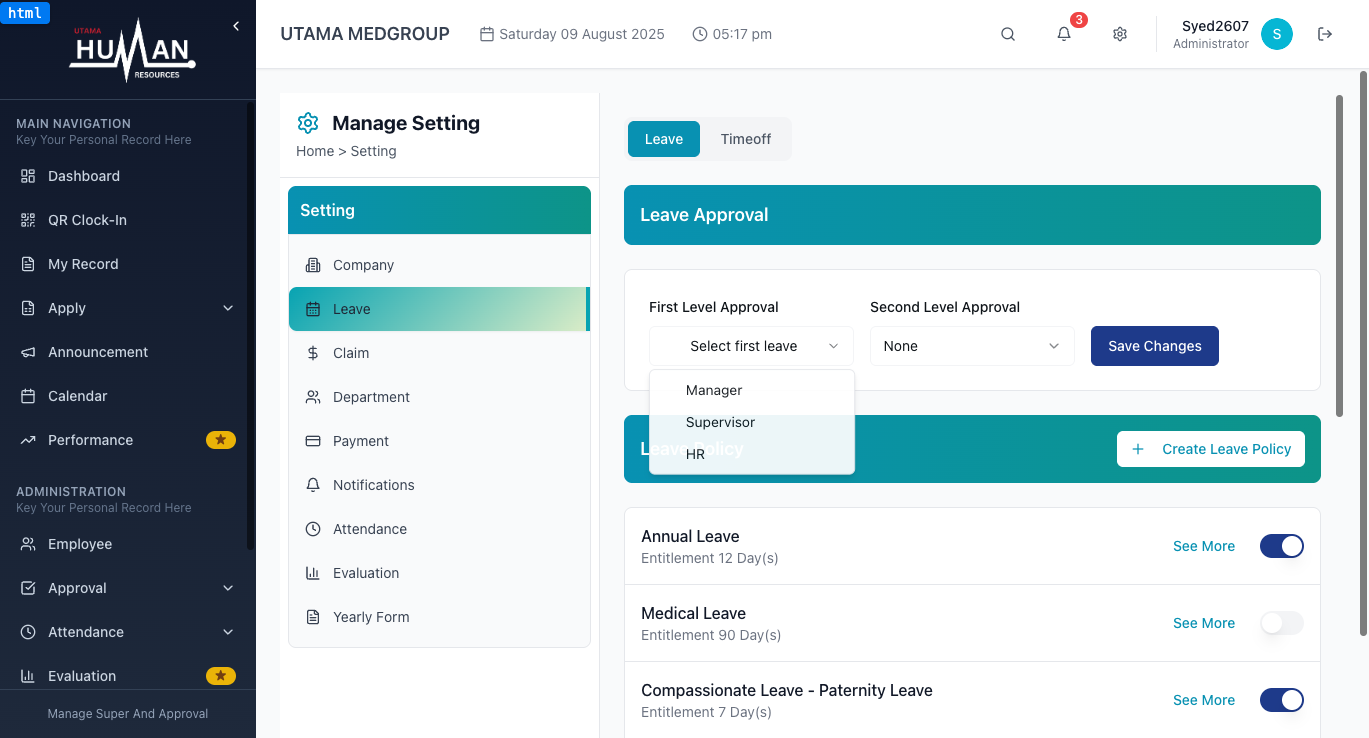 html
UTAMA
HUMAN
RESOURCES
MAIN NAVIGATION
Key Your Personal Record Here
Dashboard
QR Clock-In
My Record
Apply
Announcement
Calendar
Performance
ADMINISTRATION
Key Your Personal Record Here
Employee
Approval
Attendance
Evaluation
Manage Super And Approval
UTAMA MEDGROUP
Saturday 09 August 2025
05:17 pm
3
Syed2607
Administrator
S
Manage Setting
Home > Setting
Setting
Company
Leave
Claim
Department
Payment
Notifications
Attendance
Evaluation
Yearly Form
Leave
Timeoff
Leave Approval
First Level Approval
Second Level Approval
Select first leave
None
Save Changes
Manager
Supervisor
HR
Leave Policy
Create Leave Policy
Annual Leave
Entitlement 12 Day(s)
See More
Medical Leave
Entitlement 90 Day(s)
See More
Compassionate Leave - Paternity Leave
Entitlement 7 Day(s)
See More